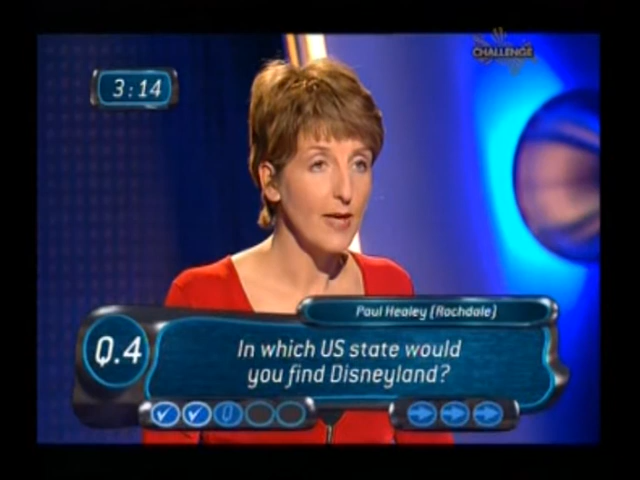 CHALLENGE
3:14
Paul Healey (Rochdale)
Q.4
In which US state would
you find Disneyland?
Q